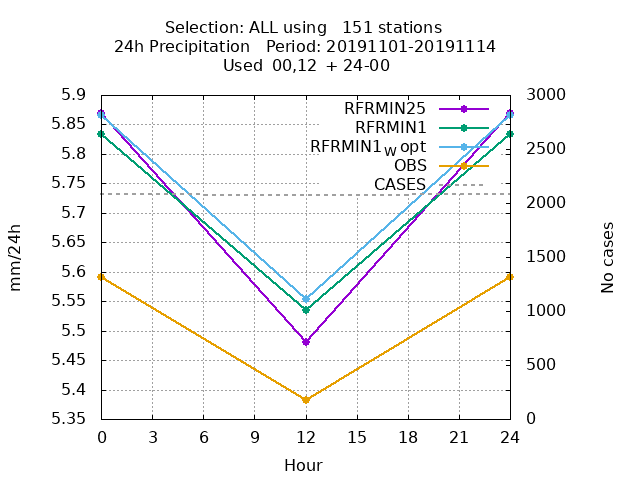 Selection: ALL using 151 stations
24h Precipitation Period: 20191101-20191114
Used 00,12 + 24-00
5.9
5.85
5.8
5.75
5.7
5.65
5.6
5.55
5.5
5.45
5.4
5.35
mm/24h
RFRMIN25
RFRMIN1
RFRMIN1wopt
OBS
CASES
3000
2500
2000
1500
1000
500
0
No cases
0 3 6 9 12 15 18 21 24
Hour